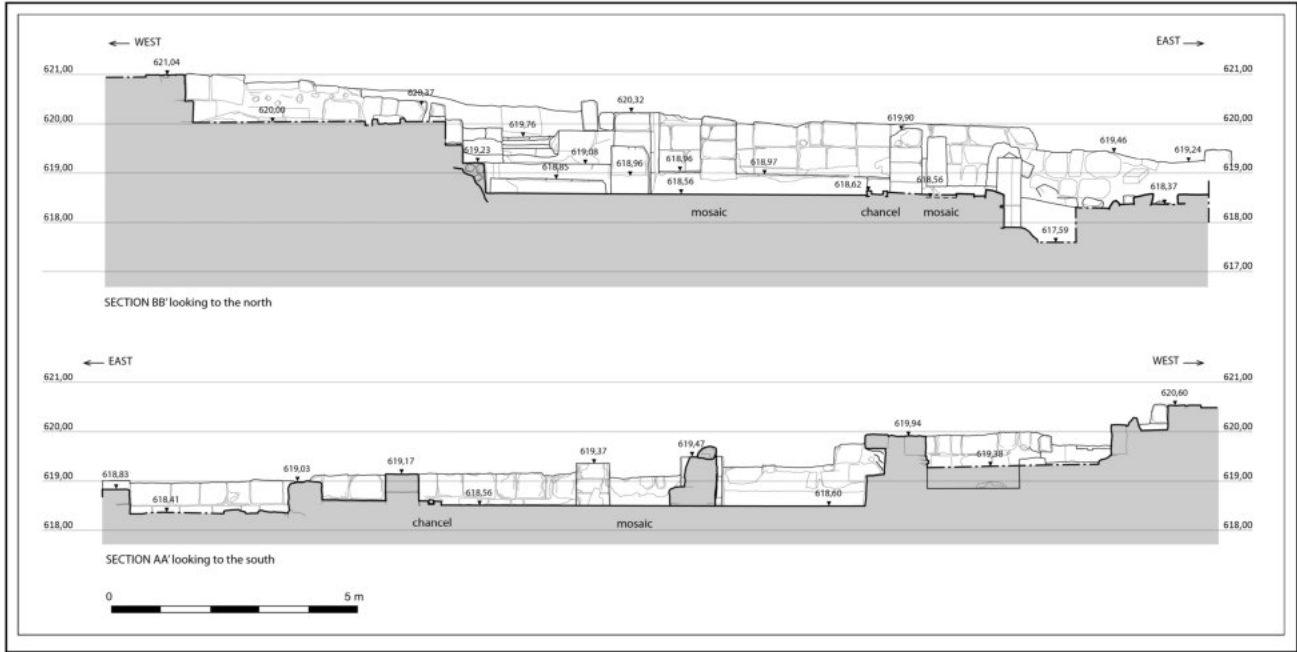 ← WEST EAST →
621,04
621,00 621,00
620,37
620,32
620,00 620,00 620,00
619,90
619,76
619,46
619,23 619,24
619,08
619,00 618,96 618,96 618,97 619,00
618,85
618,56 618,62 618,56 618,37
618,00 mosaic chancel mosaic 618,00
617,59
617,00 617,00
SECTION BB' looking to the north
← EAST WEST →
621,00 621,00
620,60
620,00 619,94 620,00
619,37 619,47 619,38
619,00 618,83 619,03 619,17 619,00
618,41 618,56 618,60
618,00 chancel mosaic 618,00
SECTION AA' looking to the south
0 5 m